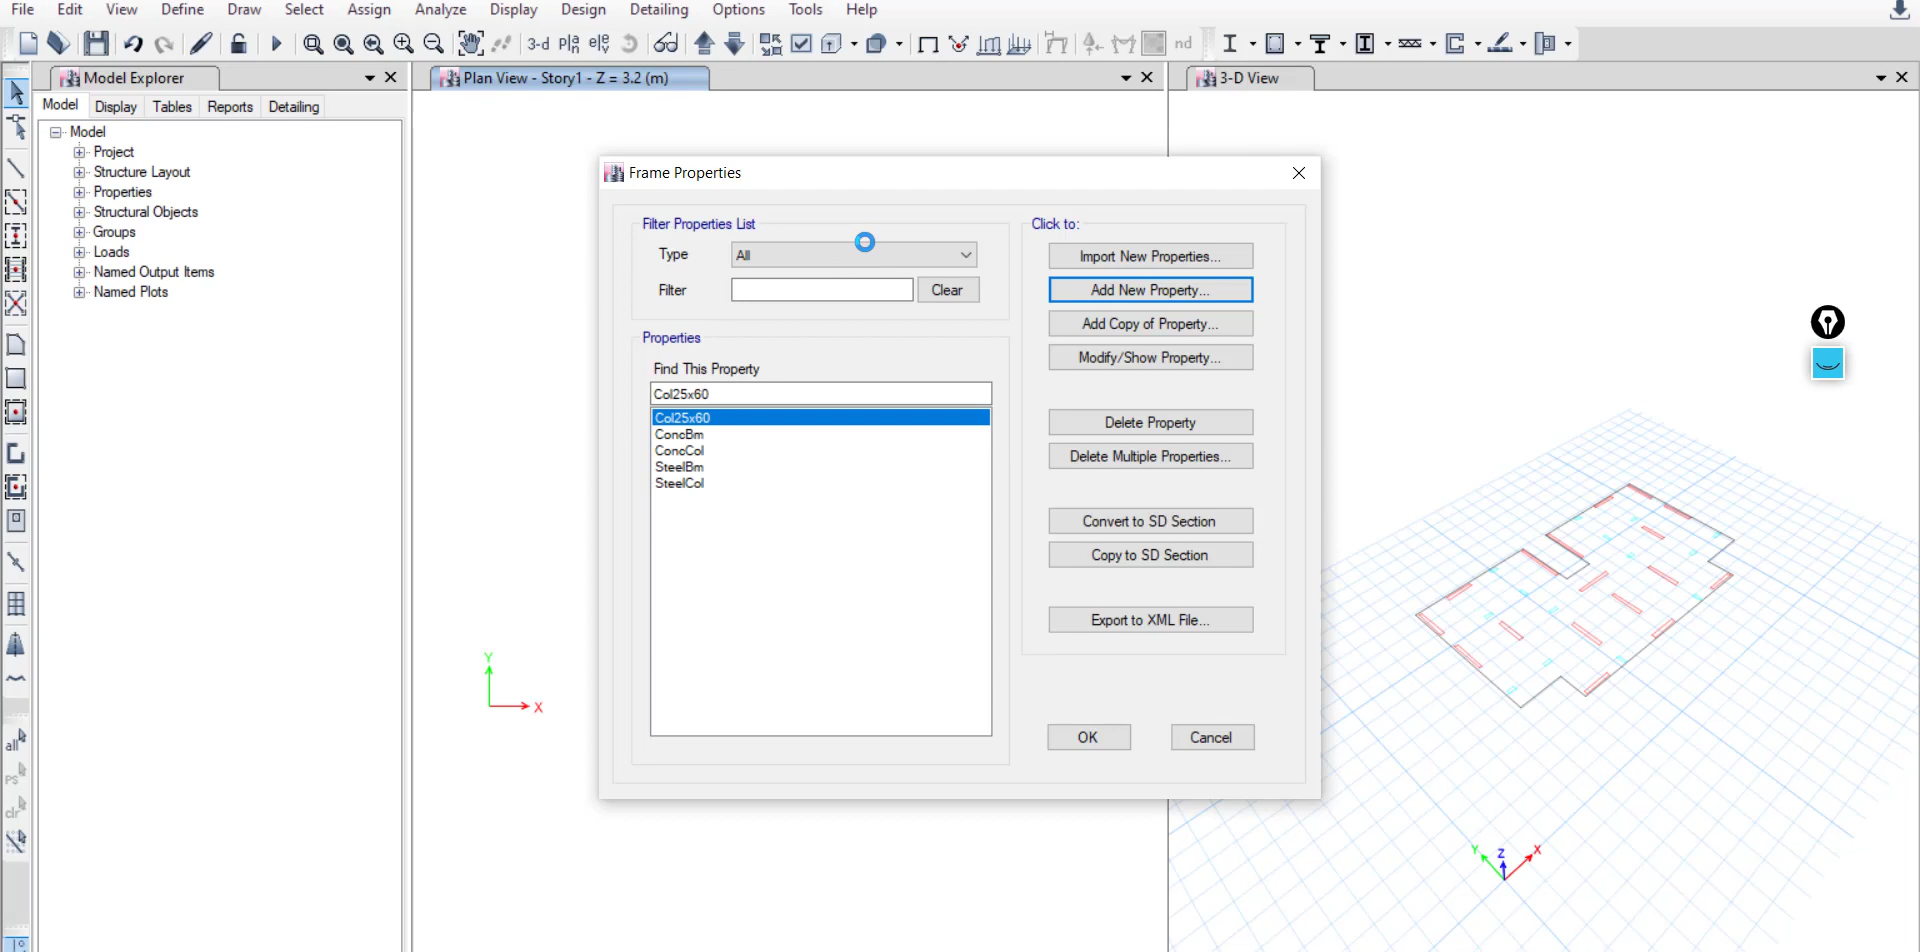 File Edit View Define Draw Select Assign Analyze Display Design Detailing Options Tools Help
3-d nd
Model Explorer
Plan View - Story1 - Z = 3.2 (m)
3-D View
Model Display Tables Reports Detailing
Model
Project
Structure Layout
Properties
Structural Objects
Groups
Loads
Named Output Items
Named Plots
all
ps
clr
Frame Properties
Filter Properties List
Type All
Filter Clear
Properties
Find This Property
Col25x60
Col25x60
ConcBm
ConcCol
SteelBm
SteelCol
Click to:
Import New Properties...
Add New Property...
Add Copy of Property...
Modify/Show Property...
Delete Property
Delete Multiple Properties...
Convert to SD Section
Copy to SD Section
Export to XML File...
OK Cancel
Y
X
Y Z X